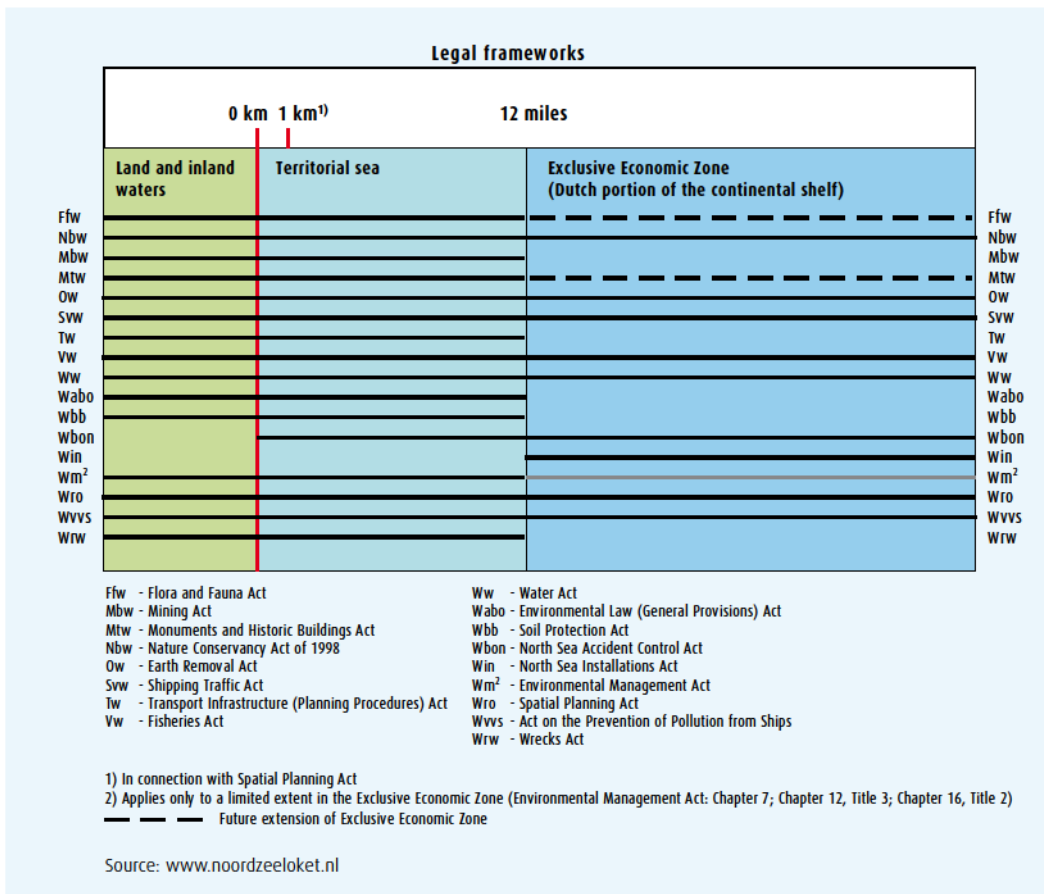 Legal frameworks
0 km 1 km1) 12 miles
Land and inland
waters
Territorial sea
Exclusive Economic Zone
(Dutch portion of the continental shelf)
Ffw Ffw
Nbw Nbw
Mbw Mbw
Mtw Mtw
Ow Ow
Svw Svw
Tw Tw
Vw Vw
Ww Ww
Wabo Wabo
Wbb Wbb
Wbon Wbon
Win Win
Wm2 Wm2
Wro Wro
Wvvs Wvvs
Wrw Wrw
Ffw - Flora and Fauna Act
Mbw - Mining Act
Mtw - Monuments and Historic Buildings Act
Nbw - Nature Conservancy Act of 1998
Ow - Earth Removal Act
Svw - Shipping Traffic Act
Tw - Transport Infrastructure (Planning Procedures) Act
Vw - Fisheries Act
Ww - Water Act
Wabo - Environmental Law (General Provisions) Act
Wbb - Soil Protection Act
Wbon - North Sea Accident Control Act
Win - North Sea Installations Act
Wm2 - Environmental Management Act
Wro - Spatial Planning Act
Wvvs - Act on the Prevention of Pollution from Ships
Wrw - Wrecks Act
1) In connection with Spatial Planning Act
2) Applies only to a limited extent in the Exclusive Economic Zone (Environmental Management Act: Chapter 7; Chapter 12, Title 3; Chapter 16, Title 2)
Future extension of Exclusive Economic Zone
Source: www.noordzeeloket.nl